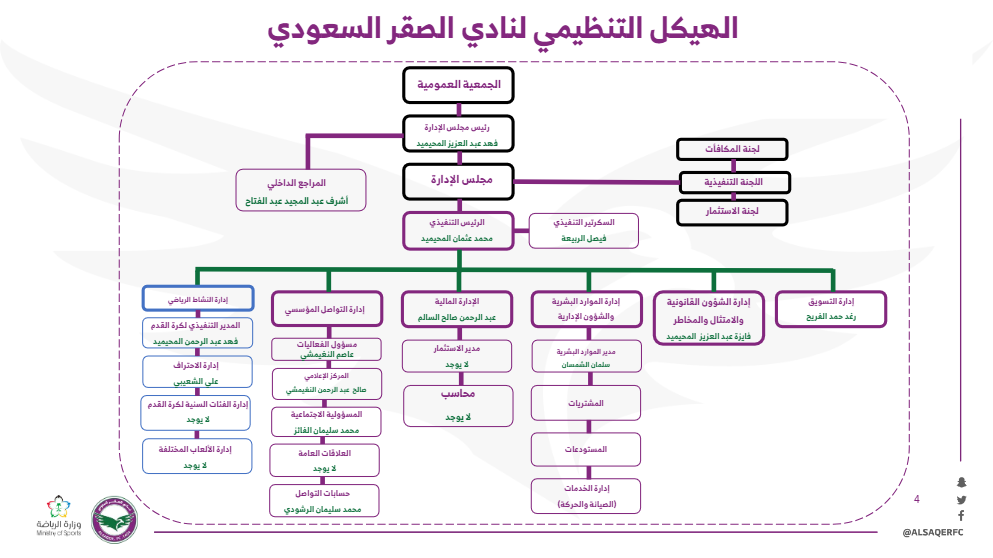 الهيكل التنظيمي لنادي الصقر السعودي
الجمعية العمومية
رئيس مجلس الإدارة
فهد عبد العزيز المحيميد
مجلس الإدارة
المراجع الداخلي
أشرف عبد المجيد عبد الفتاح
لجنة المكافآت
اللجنة التنفيذية
لجنة الاستثمار
الرئيس التنفيذي
محمد عثمان المحيميد
السكرتير التنفيذي
فيصل الربيعة
إدارة التسويق
رغد حمد الفريح
إدارة الشؤون القانونية
والامتثال والمخاطر
فايزة عبد العزيز المحيميد
إدارة الموارد البشرية
والشؤون الإدارية
مدير الموارد البشرية
سلمان الشمسان
المشتريات
المستودعات
إدارة الخدمات
(الصيانة والحركة)
الإدارة المالية
عبد الرحمن صالح السالم
مدير الاستثمار
لا يوجد
محاسب
لا يوجد
إدارة التواصل المؤسسي
مسؤول الفعاليات
عاصم النغيمشي
المركز الإعلامي
صالح عبد الرحمن النغيمشي
المسؤولية الاجتماعية
محمد سليمان الفائز
العلاقات العامة
لا يوجد
حسابات التواصل
محمد سليمان الرشودي
إدارة النشاط الرياضي
المدير التنفيذي لكرة القدم
فهد عبد الرحمن المحيميد
إدارة الاحتراف
علي الشعيبي
إدارة الفئات السنية لكرة القدم
لا يوجد
إدارة الألعاب المختلفة
لا يوجد
4
@ALSAQERFC
وزارة الرياضة
Ministry of Sports